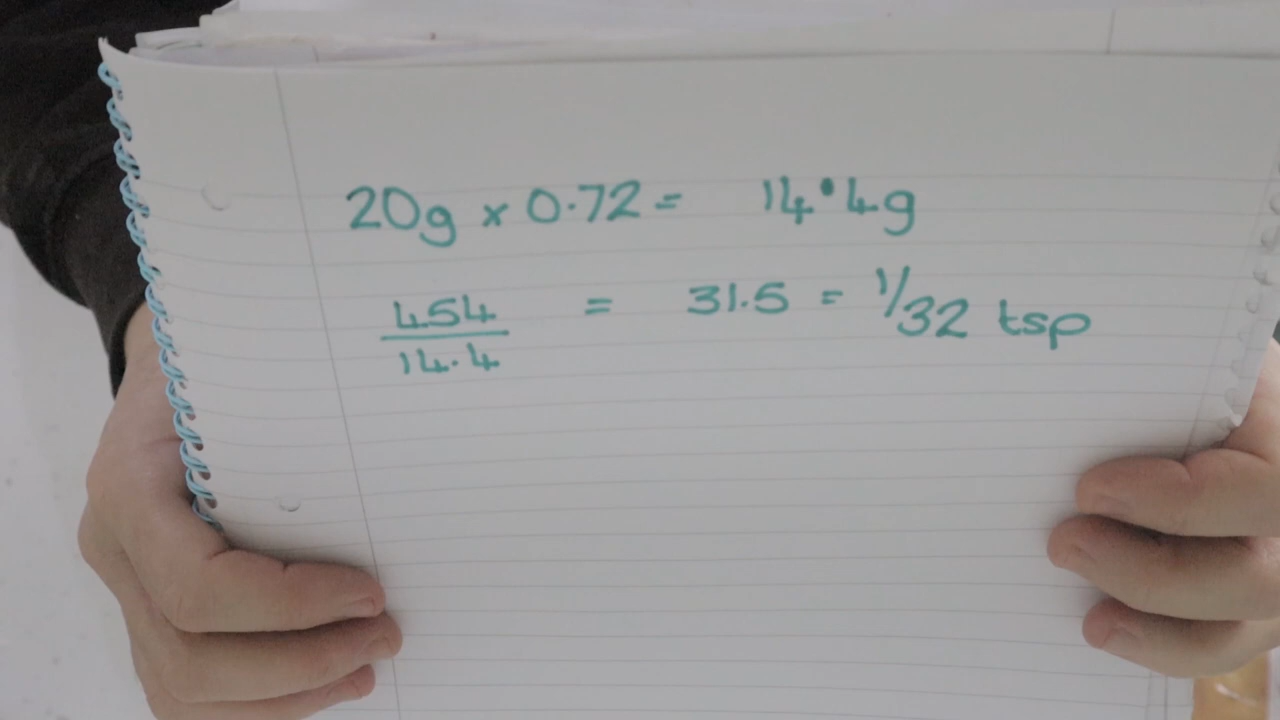 20g x 0.72 = 14.4g
454/14.4 = 31.5 = 1/32 tsp